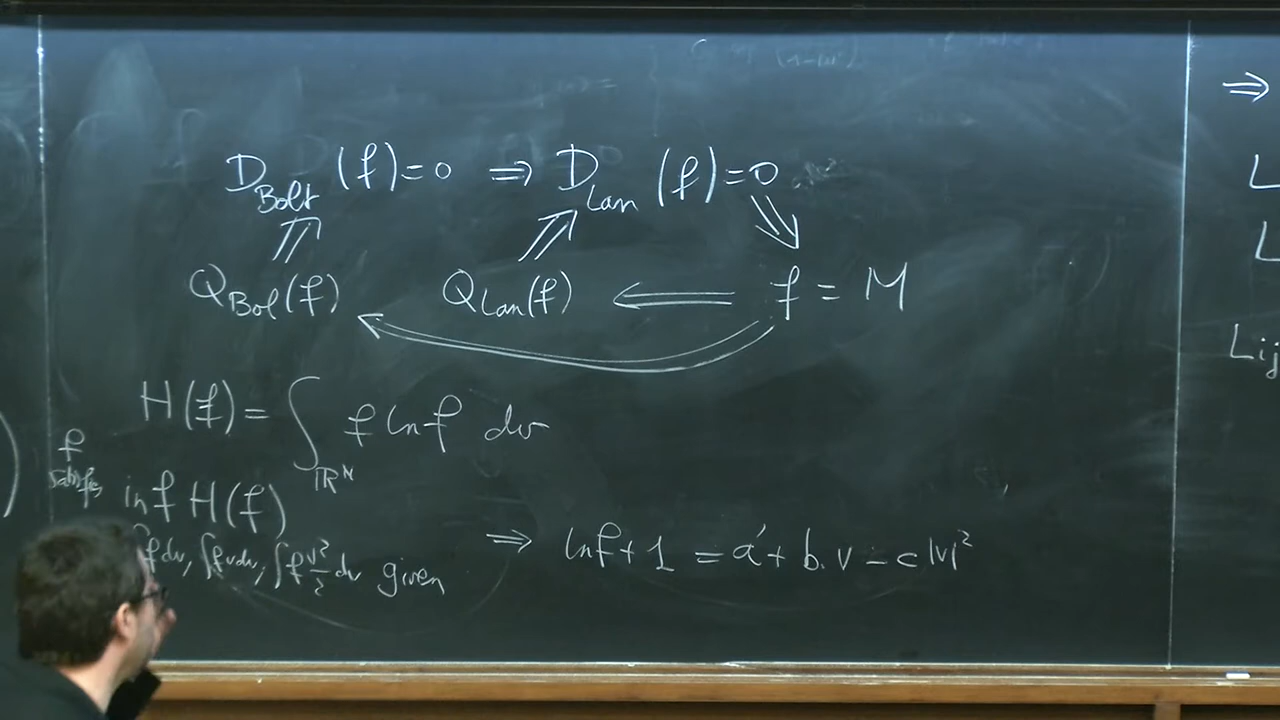 D_Bolt (f)=0 ⇒ D_Lan (f)=0
Q_Bol(f) Q_Lan(f) ⇐ f = M
H(f) = ∫_{ℝ^N} f ln f dv
f satisfies inf H(f)
∫f dv, ∫f v dv, ∫f v²/2 dv given
⇒ ln f + 1 = a' + b.v − c|v|²
⇒
L
L
Lij